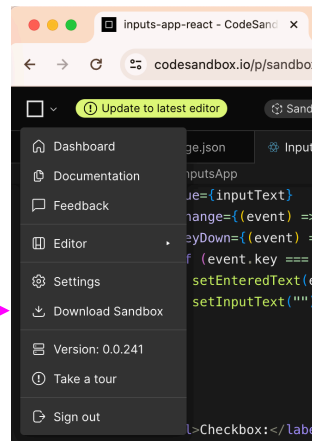 inputs-app-react - CodeSand
codesandbox.io/p/sandbo
Update to latest editor
Sand
Dashboard
ge.json
Inpu
Documentation
nputsApp
ue={inputText}
Feedback
hange={(event) =>
eyDown={(event) =
Editor
f (event.key ===
Settings
setEnteredText(e
Download Sandbox
setInputText("")
Version: 0.0.241
Take a tour
Sign out
l>Checkbox:</labe